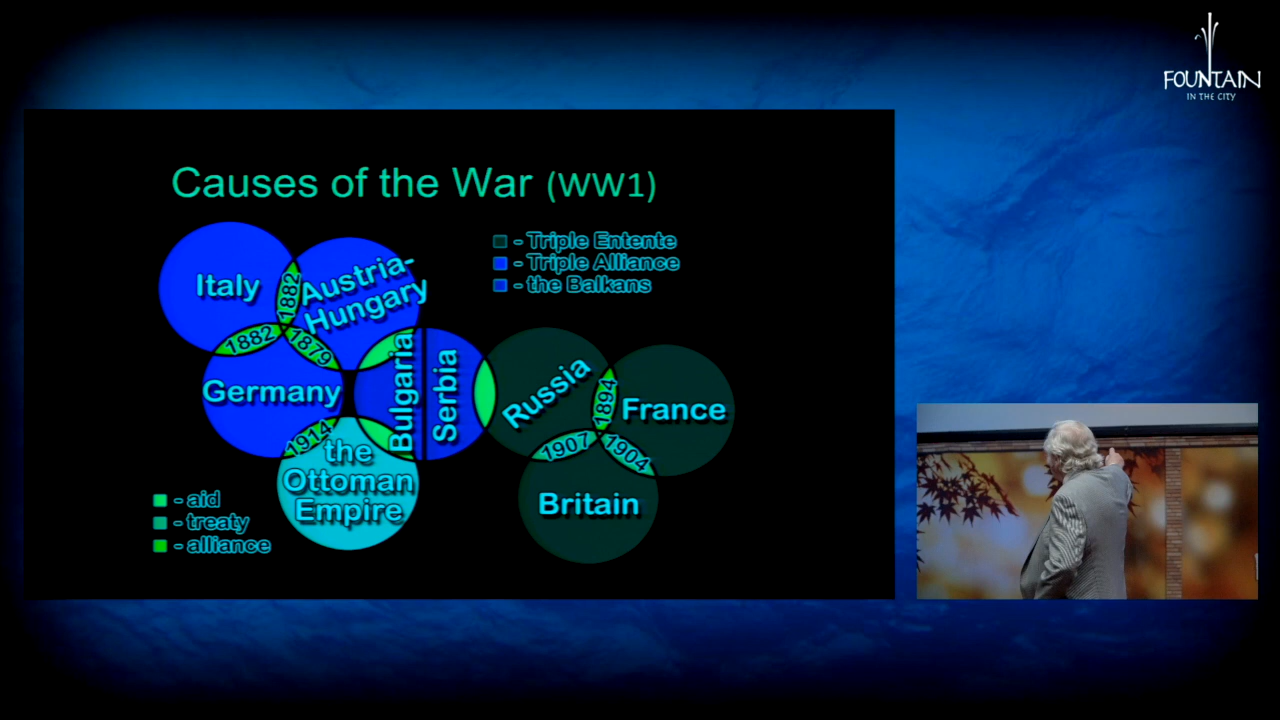 FOUNTAIN
IN THE CITY
Causes of the War (WW1)
- Triple Entente
- Triple Alliance
- the Balkans
Italy
Austria-
Hungary
1882
1882
1879
Germany
Bulgaria
Serbia
Russia
France
1894
1907
1904
Britain
1914
the
Ottoman
Empire
- aid
- treaty
- alliance